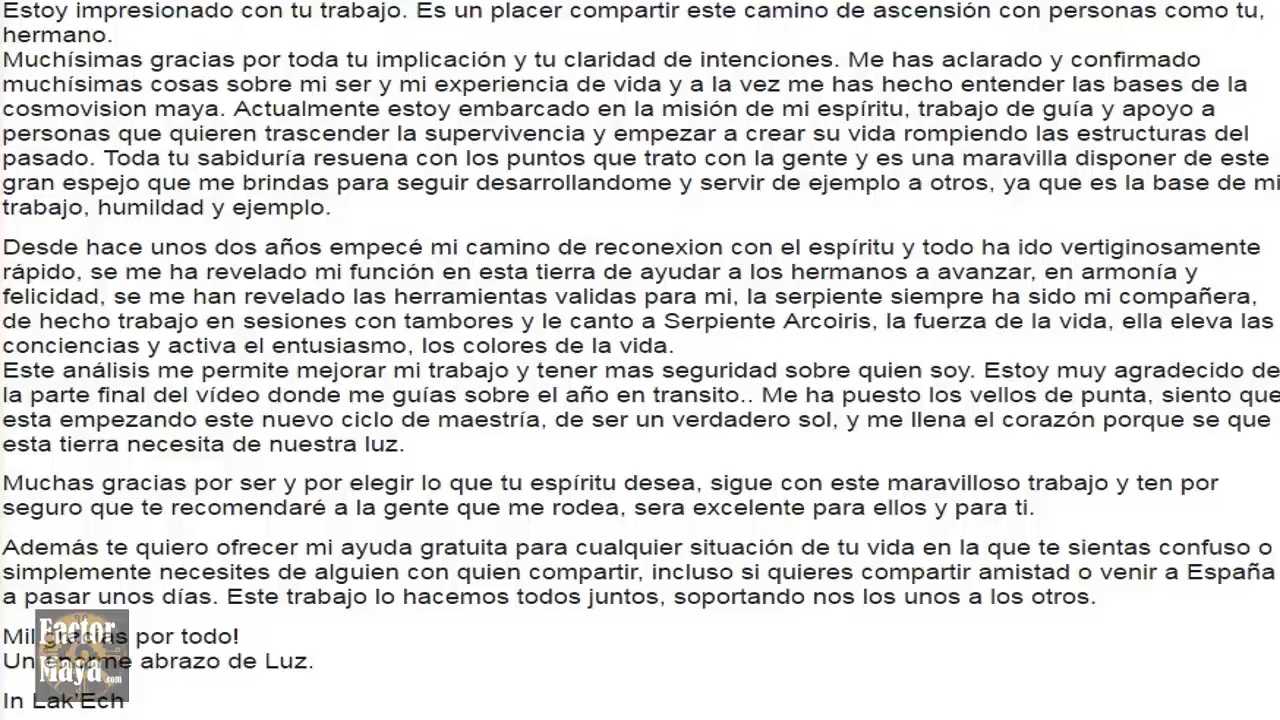 Estoy impresionado con tu trabajo. Es un placer compartir este camino de ascensión con personas como tu,
hermano.
Muchísimas gracias por toda tu implicación y tu claridad de intenciones. Me has aclarado y confirmado
muchísimas cosas sobre mi ser y mi experiencia de vida y a la vez me has hecho entender las bases de la
cosmovision maya. Actualmente estoy embarcado en la misión de mi espíritu, trabajo de guía y apoyo a
personas que quieren trascender la supervivencia y empezar a crear su vida rompiendo las estructuras del
pasado. Toda tu sabiduría resuena con los puntos que trato con la gente y es una maravilla disponer de este
gran espejo que me brindas para seguir desarrollandome y servir de ejemplo a otros, ya que es la base de mi
trabajo, humildad y ejemplo.
Desde hace unos dos años empecé mi camino de reconexion con el espíritu y todo ha ido vertiginosamente
rápido, se me ha revelado mi función en esta tierra de ayudar a los hermanos a avanzar, en armonía y
felicidad, se me han revelado las herramientas validas para mi, la serpiente siempre ha sido mi compañera,
de hecho trabajo en sesiones con tambores y le canto a Serpiente Arcoiris, la fuerza de la vida, ella eleva las
conciencias y activa el entusiasmo, los colores de la vida.
Este análisis me permite mejorar mi trabajo y tener mas seguridad sobre quien soy. Estoy muy agradecido de
la parte final del vídeo donde me guías sobre el año en transito.. Me ha puesto los vellos de punta, siento que
esta empezando este nuevo ciclo de maestría, de ser un verdadero sol, y me llena el corazón porque se que
esta tierra necesita de nuestra luz.
Muchas gracias por ser y por elegir lo que tu espíritu desea, sigue con este maravilloso trabajo y ten por
seguro que te recomendaré a la gente que me rodea, sera excelente para ellos y para ti.
Además te quiero ofrecer mi ayuda gratuita para cualquier situación de tu vida en la que te sientas confuso o
simplemente necesites de alguien con quien compartir, incluso si quieres compartir amistad o venir a España
a pasar unos días. Este trabajo lo hacemos todos juntos, soportando nos los unos a los otros.
Mil gracias por todo!
Un enorme abrazo de Luz.
In Lak'Ech
Factor
Maya.com